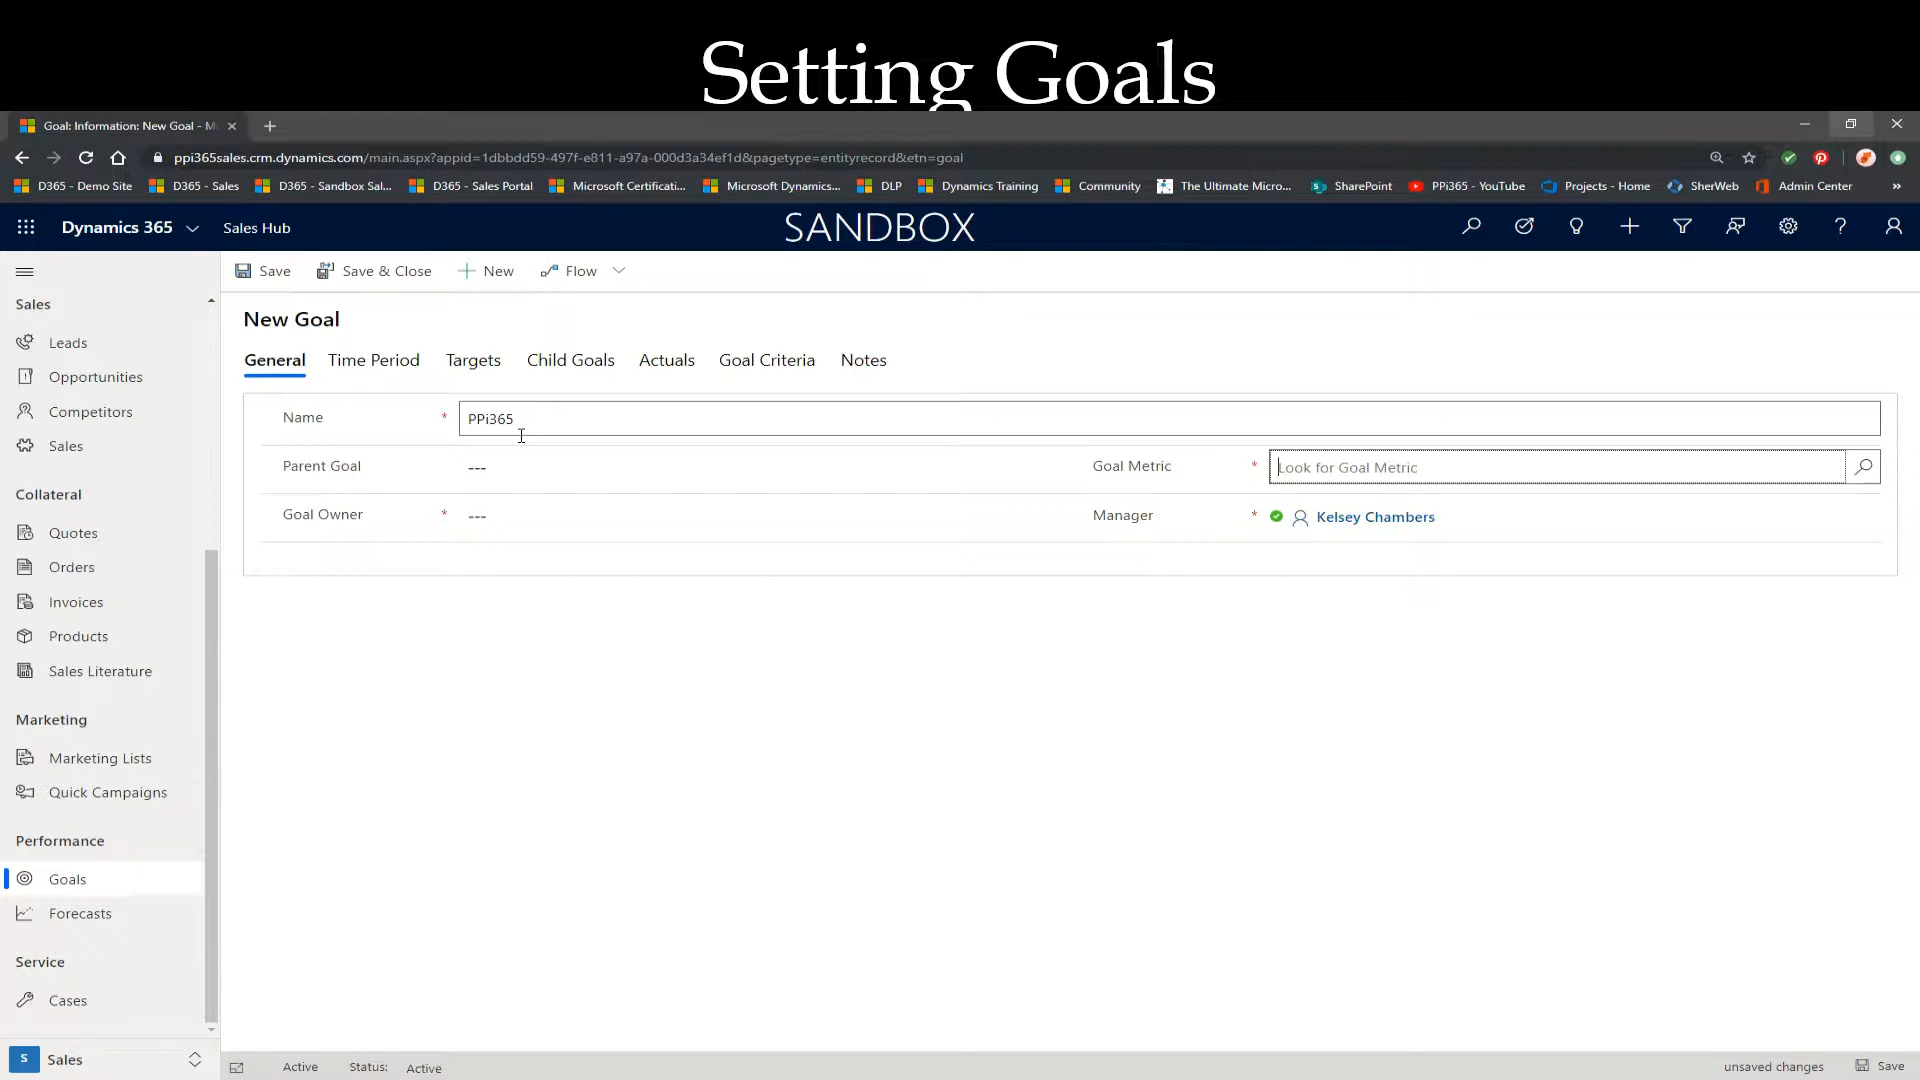 Setting Goals
Goal: Information: New Goal - M
ppi365sales.crm.dynamics.com/main.aspx?appid=1dbbdd59-497f-e811-a97a-000d3a34ef1d&pagetype=entityrecord&etn=goal
D365 - Demo Site D365 - Sales D365 - Sandbox Sal... D365 - Sales Portal Microsoft Certificati... Microsoft Dynamics... DLP Dynamics Training Community The Ultimate Micro... SharePoint PPi365 - YouTube Projects - Home SherWeb Admin Center »
Dynamics 365 Sales Hub SANDBOX
Save Save & Close New Flow
Sales
Leads
Opportunities
Competitors
Sales
Collateral
Quotes
Orders
Invoices
Products
Sales Literature
Marketing
Marketing Lists
Quick Campaigns
Performance
Goals
Forecasts
Service
Cases
S Sales
New Goal
General Time Period Targets Child Goals Actuals Goal Criteria Notes
Name * PPi365
Parent Goal --- Goal Metric * Look for Goal Metric
Goal Owner * --- Manager * Kelsey Chambers
Active Status: Active unsaved changes Save